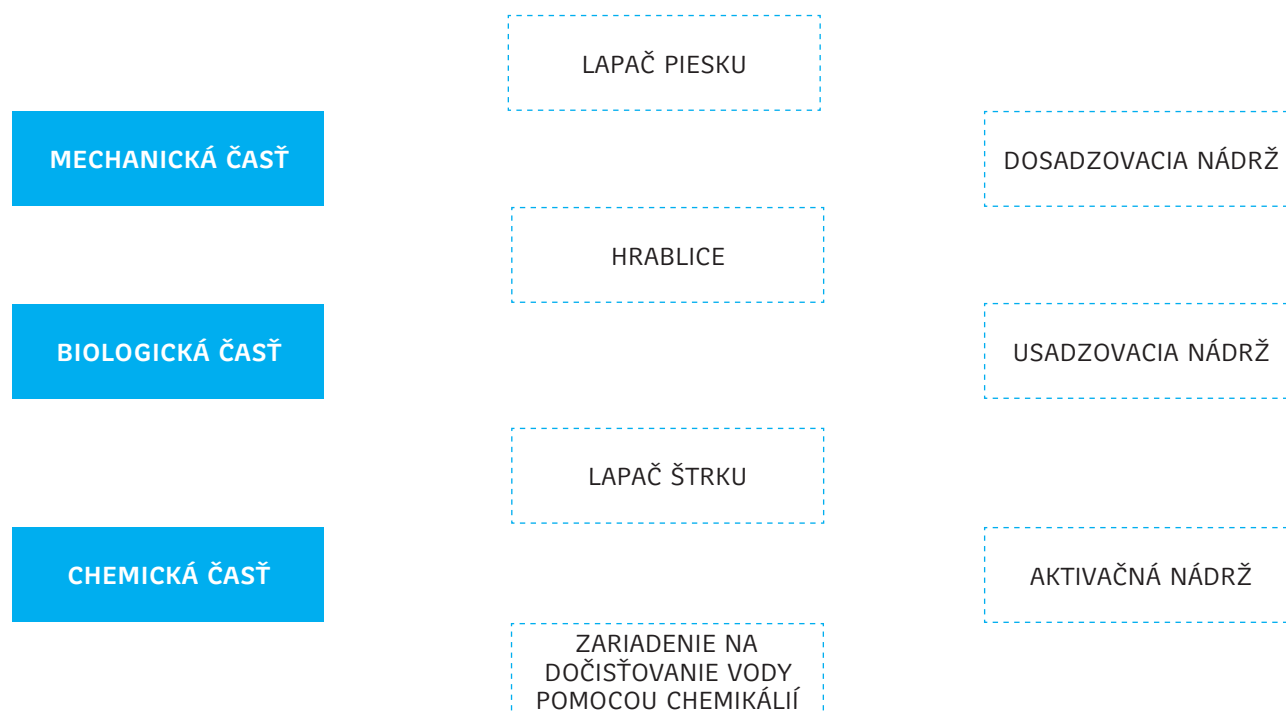 LAPAČ PIESKU
MECHANICKÁ ČASŤ
DOSADZOVACIA NÁDRŽ
HRABLICE
BIOLOGICKÁ ČASŤ
USADZOVACIA NÁDRŽ
LAPAČ ŠTRKU
CHEMICKÁ ČASŤ
AKTIVAČNÁ NÁDRŽ
ZARIADENIE NA
DOČISŤOVANIE VODY
POMOCOU CHEMIKÁLIÍ